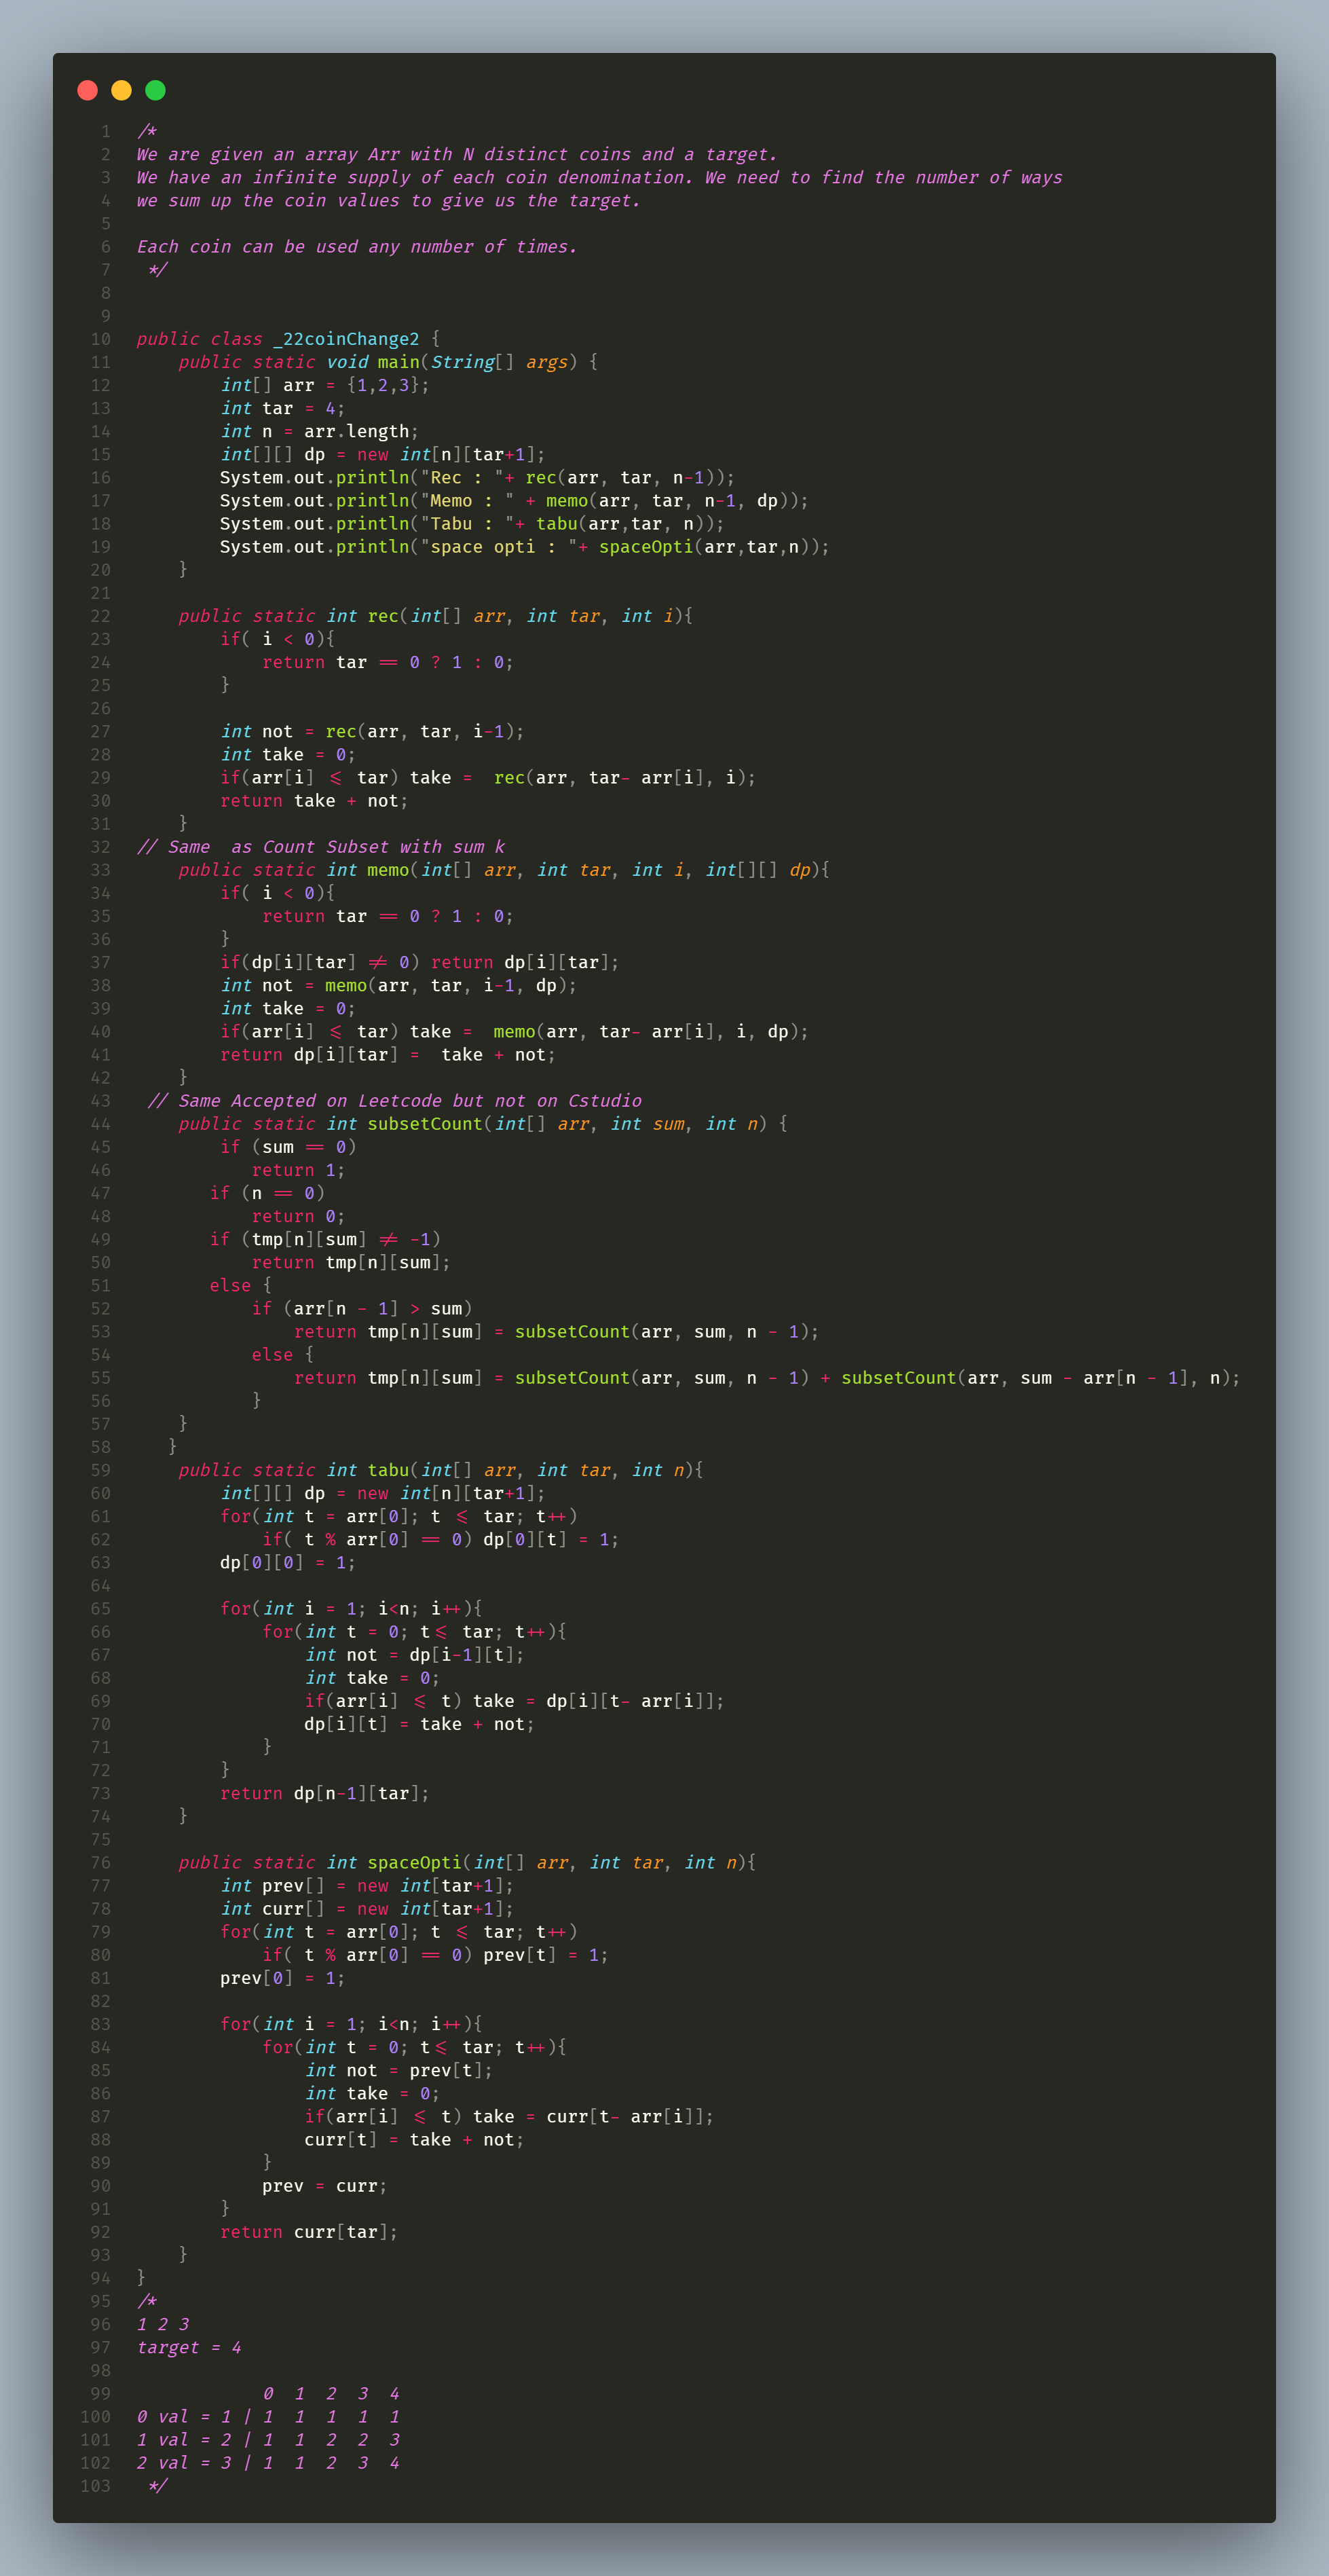 1 /*
2 We are given an array Arr with N distinct coins and a target.
3 We have an infinite supply of each coin denomination. We need to find the number of ways
4 we sum up the coin values to give us the target.
5
6 Each coin can be used any number of times.
7  */
8
9
10 public class _22coinChange2 {
11     public static void main(String[] args) {
12         int[] arr = {1,2,3};
13         int tar = 4;
14         int n = arr.length;
15         int[][] dp = new int[n][tar+1];
16         System.out.println("Rec : "+ rec(arr, tar, n-1));
17         System.out.println("Memo : " + memo(arr, tar, n-1, dp));
18         System.out.println("Tabu : "+ tabu(arr,tar, n));
19         System.out.println("space opti : "+ spaceOpti(arr,tar,n));
20     }
21
22     public static int rec(int[] arr, int tar, int i){
23         if( i < 0){
24             return tar == 0 ? 1 : 0;
25         }
26
27         int not = rec(arr, tar, i-1);
28         int take = 0;
29         if(arr[i] <= tar) take =  rec(arr, tar- arr[i], i);
30         return take + not;
31     }
32 // Same  as Count Subset with sum k
33     public static int memo(int[] arr, int tar, int i, int[][] dp){
34         if( i < 0){
35             return tar == 0 ? 1 : 0;
36         }
37         if(dp[i][tar] != 0) return dp[i][tar];
38         int not = memo(arr, tar, i-1, dp);
39         int take = 0;
40         if(arr[i] <= tar) take =  memo(arr, tar- arr[i], i, dp);
41         return dp[i][tar] =  take + not;
42     }
43  // Same Accepted on Leetcode but not on Cstudio
44     public static int subsetCount(int[] arr, int sum, int n) {
45         if (sum == 0)
46            return 1;
47        if (n == 0)
48            return 0;
49        if (tmp[n][sum] != -1)
50            return tmp[n][sum];
51        else {
52            if (arr[n - 1] > sum)
53                return tmp[n][sum] = subsetCount(arr, sum, n - 1);
54            else {
55                return tmp[n][sum] = subsetCount(arr, sum, n - 1) + subsetCount(arr, sum - arr[n - 1], n);
56            }
57     }
58    }
59     public static int tabu(int[] arr, int tar, int n){
60         int[][] dp = new int[n][tar+1];
61         for(int t = arr[0]; t <= tar; t++)
62             if( t % arr[0] == 0) dp[0][t] = 1;
63         dp[0][0] = 1;
64
65         for(int i = 1; i<n; i++){
66             for(int t = 0; t<= tar; t++){
67                 int not = dp[i-1][t];
68                 int take = 0;
69                 if(arr[i] <= t) take = dp[i][t- arr[i]];
70                 dp[i][t] = take + not;
71             }
72         }
73         return dp[n-1][tar];
74     }
75
76     public static int spaceOpti(int[] arr, int tar, int n){
77         int prev[] = new int[tar+1];
78         int curr[] = new int[tar+1];
79         for(int t = arr[0]; t <= tar; t++)
80             if( t % arr[0] == 0) prev[t] = 1;
81         prev[0] = 1;
82
83         for(int i = 1; i<n; i++){
84             for(int t = 0; t<= tar; t++){
85                 int not = prev[t];
86                 int take = 0;
87                 if(arr[i] <= t) take = curr[t- arr[i]];
88                 curr[t] = take + not;
89             }
90             prev = curr;
91         }
92         return curr[tar];
93     }
94 }
95 /*
96 1 2 3
97 target = 4
98
99             0  1  2  3  4
100 0 val = 1 | 1  1  1  1  1
101 1 val = 2 | 1  1  2  2  3
102 2 val = 3 | 1  1  2  3  4
103  */